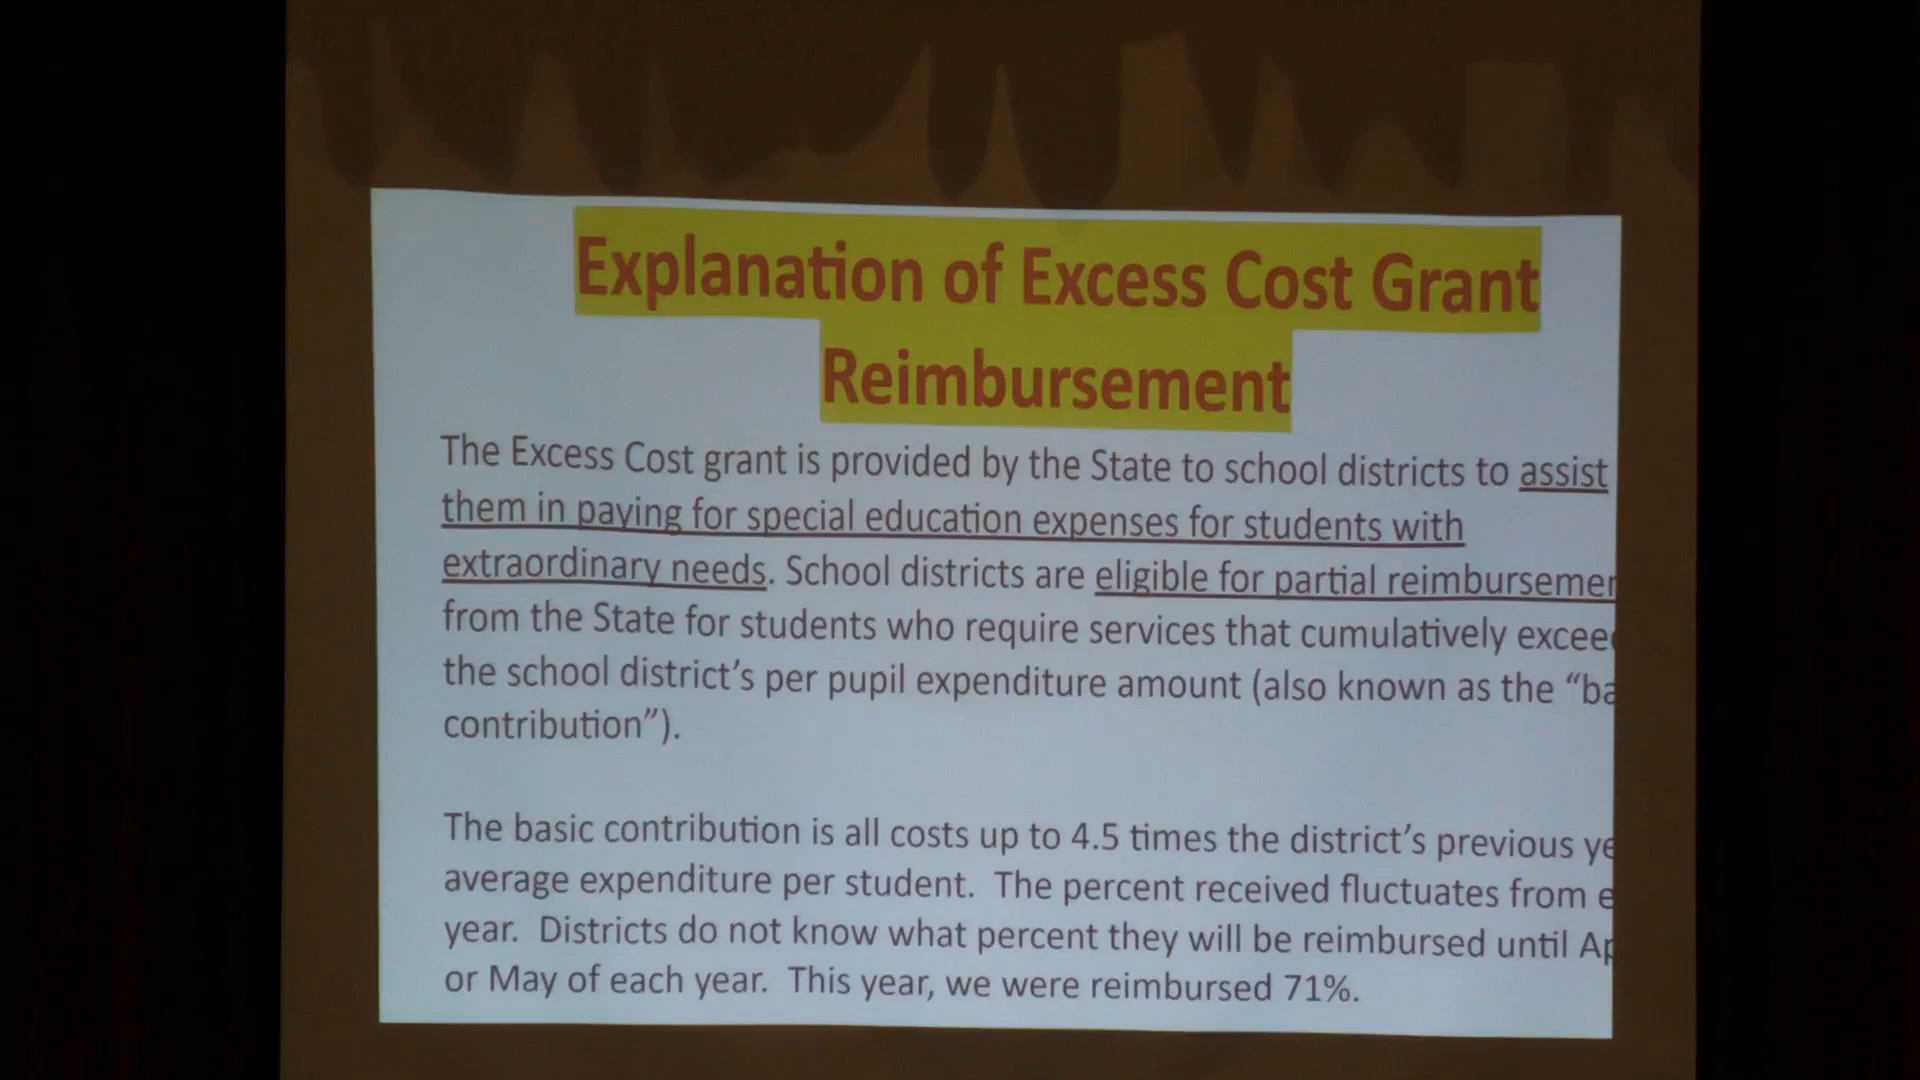 Explanation of Excess Cost Grant
Reimbursement
The Excess Cost grant is provided by the State to school districts to assist
them in paying for special education expenses for students with
extraordinary needs. School districts are eligible for partial reimbursemen
from the State for students who require services that cumulatively exceed
the school district's per pupil expenditure amount (also known as the “ba
contribution”).
The basic contribution is all costs up to 4.5 times the district's previous ye
average expenditure per student. The percent received fluctuates from e
year. Districts do not know what percent they will be reimbursed until Ap
or May of each year. This year, we were reimbursed 71%.